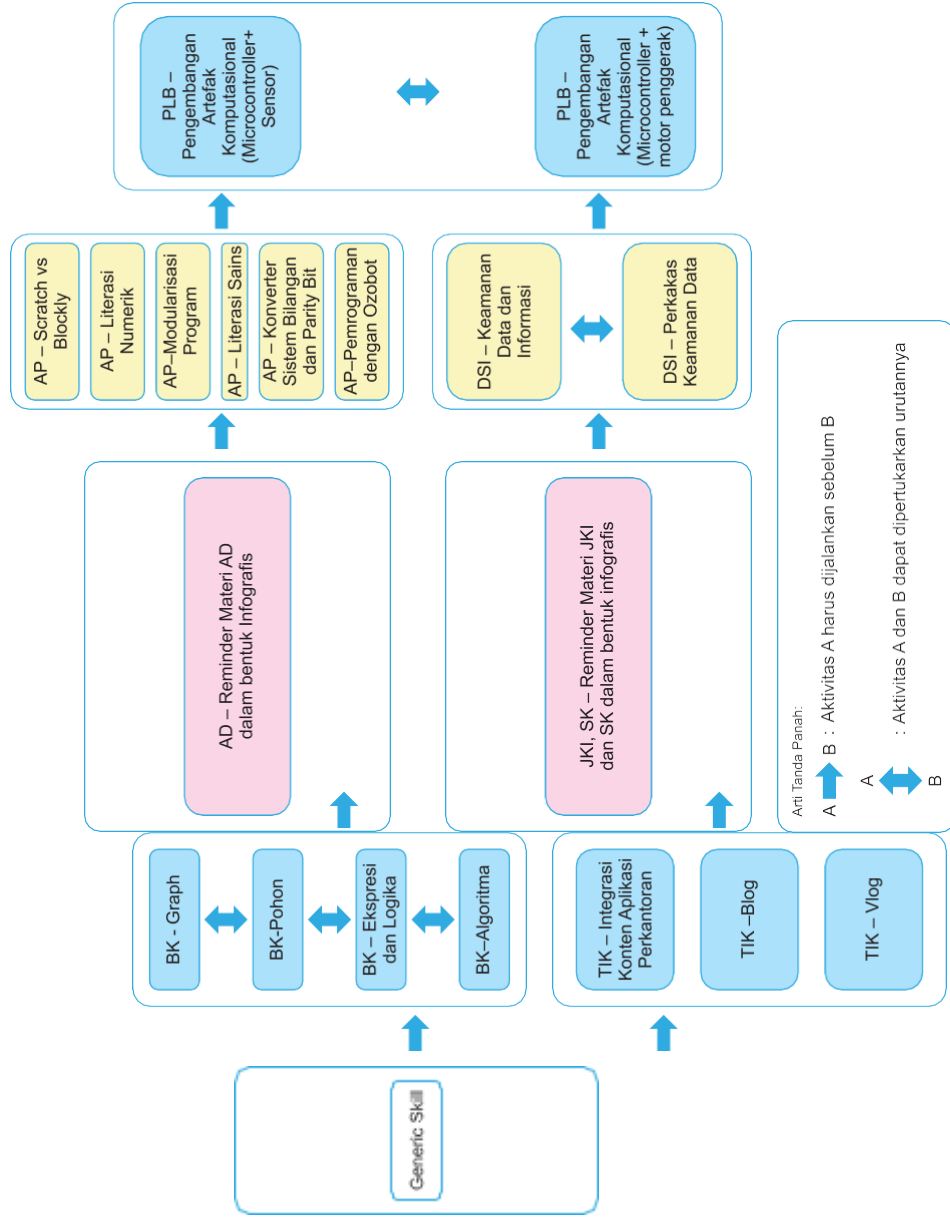 Generic Skill
BK - Graph
BK-Pohon
BK – Ekspresi
dan Logika
BK–Algoritma
TIK – Integrasi
Konten Aplikasi
Perkantoran
TIK –Blog
TIK – Vlog
AD – Reminder Materi AD
dalam bentuk Infografis
JKI, SK – Reminder Materi JKI
dan SK dalam bentuk infografis
AP – Scratch vs
Blockly
AP – Literasi
Numerik
AP–Modularisasi
Program
AP – Literasi Sains
AP – Konverter
Sistem Bilangan
dan Parity Bit
AP–Pemrograman
dengan Ozobot
DSI – Keamanan
Data dan
Informasi
DSI – Perkakas
Keamanan Data
PLB –
Pengembangan
Artefak
Komputasional
(Microcontroller+
Sensor)
PLB –
Pengembangan
Artefak
Komputasional
(Microcontroller +
motor penggerak)
Arti Tanda Panah:
A B : Aktivitas A harus dijalankan sebelum B
A
: Aktivitas A dan B dapat dipertukarkan urutannya
B